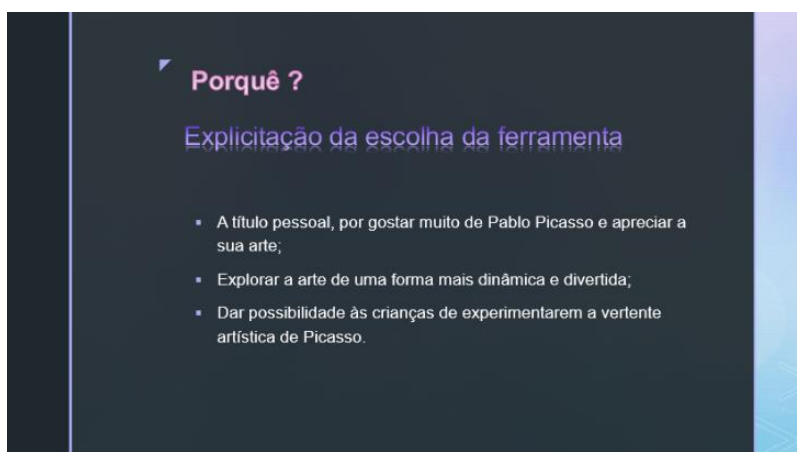 Porquê ?
Explicitação da escolha da ferramenta
▪ A título pessoal, por gostar muito de Pablo Picasso e apreciar a
sua arte;
▪ Explorar a arte de uma forma mais dinâmica e divertida;
▪ Dar possibilidade às crianças de experimentarem a vertente
artística de Picasso.